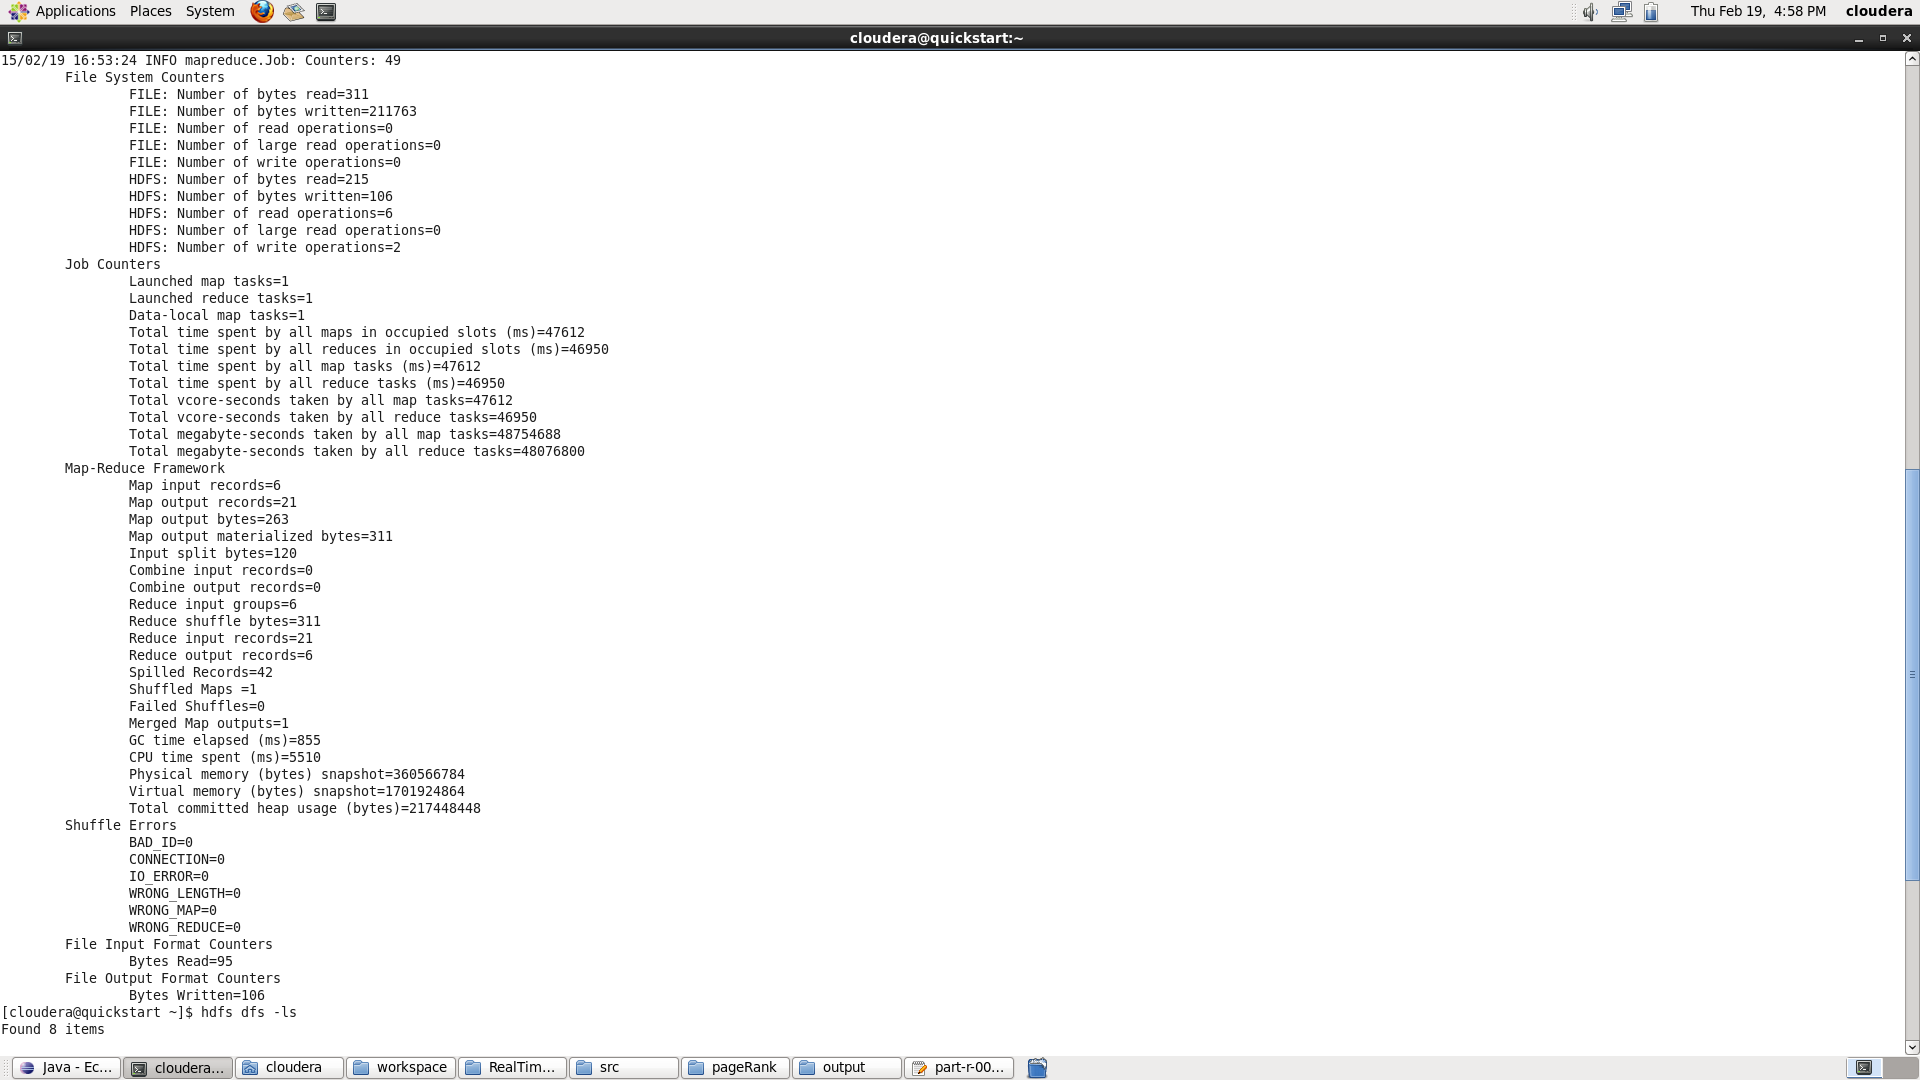 Applications Places System Thu Feb 19, 4:58 PM cloudera
cloudera@quickstart:~
15/02/19 16:53:24 INFO mapreduce.Job: Counters: 49
File System Counters
FILE: Number of bytes read=311
FILE: Number of bytes written=211763
FILE: Number of read operations=0
FILE: Number of large read operations=0
FILE: Number of write operations=0
HDFS: Number of bytes read=215
HDFS: Number of bytes written=106
HDFS: Number of read operations=6
HDFS: Number of large read operations=0
HDFS: Number of write operations=2
Job Counters
Launched map tasks=1
Launched reduce tasks=1
Data-local map tasks=1
Total time spent by all maps in occupied slots (ms)=47612
Total time spent by all reduces in occupied slots (ms)=46950
Total time spent by all map tasks (ms)=47612
Total time spent by all reduce tasks (ms)=46950
Total vcore-seconds taken by all map tasks=47612
Total vcore-seconds taken by all reduce tasks=46950
Total megabyte-seconds taken by all map tasks=48754688
Total megabyte-seconds taken by all reduce tasks=48076800
Map-Reduce Framework
Map input records=6
Map output records=21
Map output bytes=263
Map output materialized bytes=311
Input split bytes=120
Combine input records=0
Combine output records=0
Reduce input groups=6
Reduce shuffle bytes=311
Reduce input records=21
Reduce output records=6
Spilled Records=42
Shuffled Maps =1
Failed Shuffles=0
Merged Map outputs=1
GC time elapsed (ms)=855
CPU time spent (ms)=5510
Physical memory (bytes) snapshot=360566784
Virtual memory (bytes) snapshot=1701924864
Total committed heap usage (bytes)=217448448
Shuffle Errors
BAD_ID=0
CONNECTION=0
IO_ERROR=0
WRONG_LENGTH=0
WRONG_MAP=0
WRONG_REDUCE=0
File Input Format Counters
Bytes Read=95
File Output Format Counters
Bytes Written=106
[cloudera@quickstart ~]$ hdfs dfs -ls
Found 8 items
Java - Ec... cloudera... cloudera workspace RealTim... src pageRank output part-r-00...